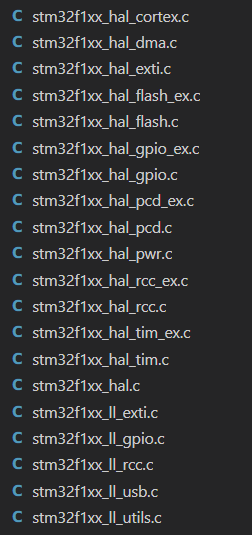 C stm32f1xx_hal_cortex.c
C stm32f1xx_hal_dma.c
C stm32f1xx_hal_exti.c
C stm32f1xx_hal_flash_ex.c
C stm32f1xx_hal_flash.c
C stm32f1xx_hal_gpio_ex.c
C stm32f1xx_hal_gpio.c
C stm32f1xx_hal_pcd_ex.c
C stm32f1xx_hal_pcd.c
C stm32f1xx_hal_pwr.c
C stm32f1xx_hal_rcc_ex.c
C stm32f1xx_hal_rcc.c
C stm32f1xx_hal_tim_ex.c
C stm32f1xx_hal_tim.c
C stm32f1xx_hal.c
C stm32f1xx_ll_exti.c
C stm32f1xx_ll_gpio.c
C stm32f1xx_ll_rcc.c
C stm32f1xx_ll_usb.c
C stm32f1xx_ll_utils.c